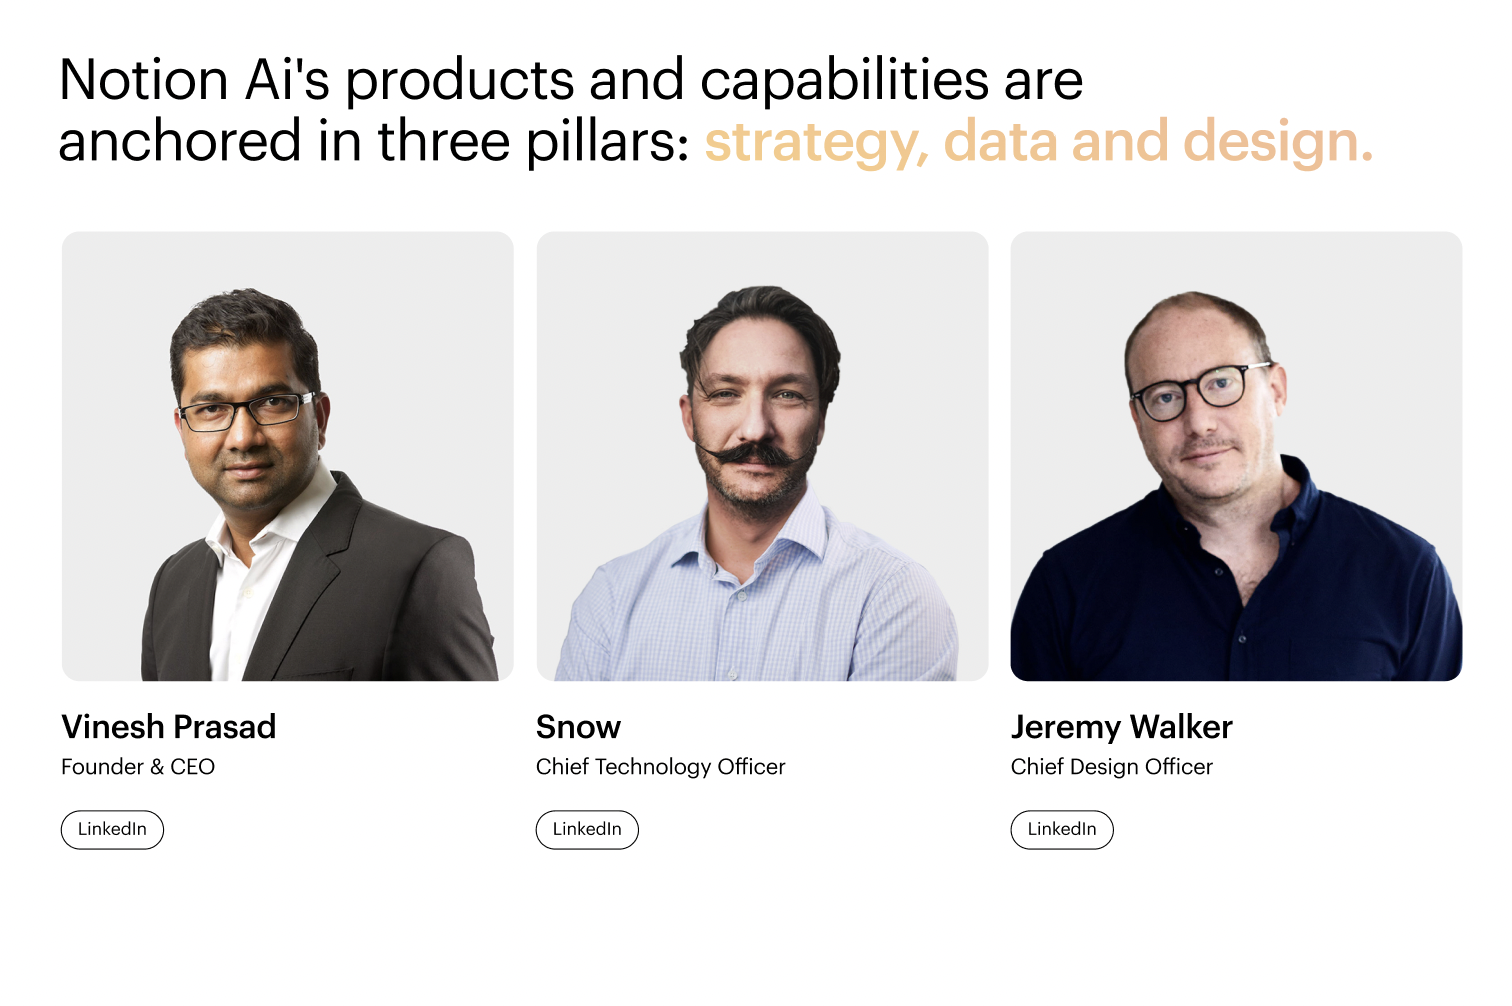 Notion Ai's products and capabilities are
anchored in three pillars: strategy, data and design.
Vinesh Prasad
Founder & CEO
LinkedIn
Snow
Chief Technology Officer
LinkedIn
Jeremy Walker
Chief Design Officer
LinkedIn